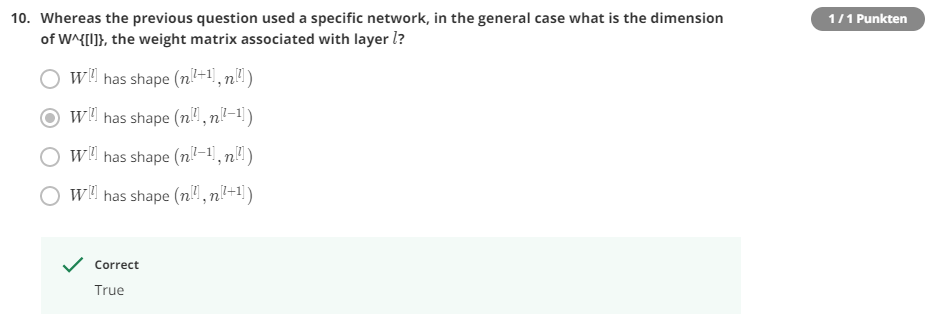 10. Whereas the previous question used a specific network, in the general case what is the dimension
1 / 1 Punkten
of W^{[l]}, the weight matrix associated with layer l?
W^{[l]} has shape (n^{[l+1]}, n^{[l]})
W^{[l]} has shape (n^{[l]}, n^{[l-1]})
W^{[l]} has shape (n^{[l-1]}, n^{[l]})
W^{[l]} has shape (n^{[l]}, n^{[l+1]})
Correct
True